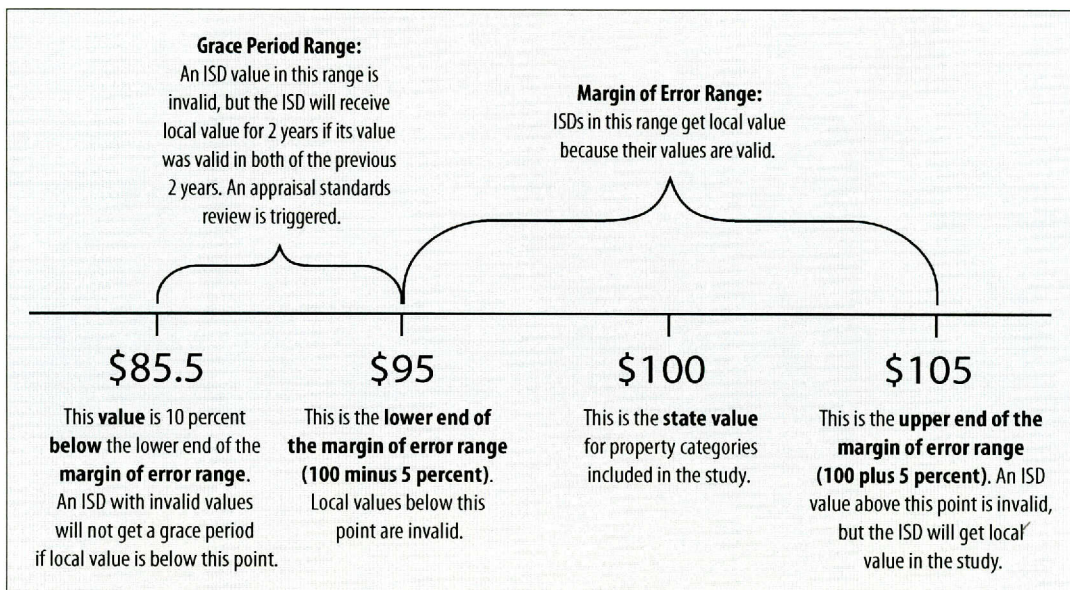 Grace Period Range:
An ISD value in this range is
invalid, but the ISD will receive
local value for 2 years if its value
was valid in both of the previous
2 years. An appraisal standards
review is triggered.
Margin of Error Range:
ISDs in this range get local value
because their values are valid.
$85.5
This value is 10 percent
below the lower end of the
margin of error range.
An ISD with invalid values
will not get a grace period
if local value is below this point.
$95
This is the lower end of
the margin of error range
(100 minus 5 percent).
Local values below this
point are invalid.
$100
This is the state value
for property categories
included in the study.
$105
This is the upper end of the
margin of error range
(100 plus 5 percent). An ISD
value above this point is invalid,
but the ISD will get local
value in the study.